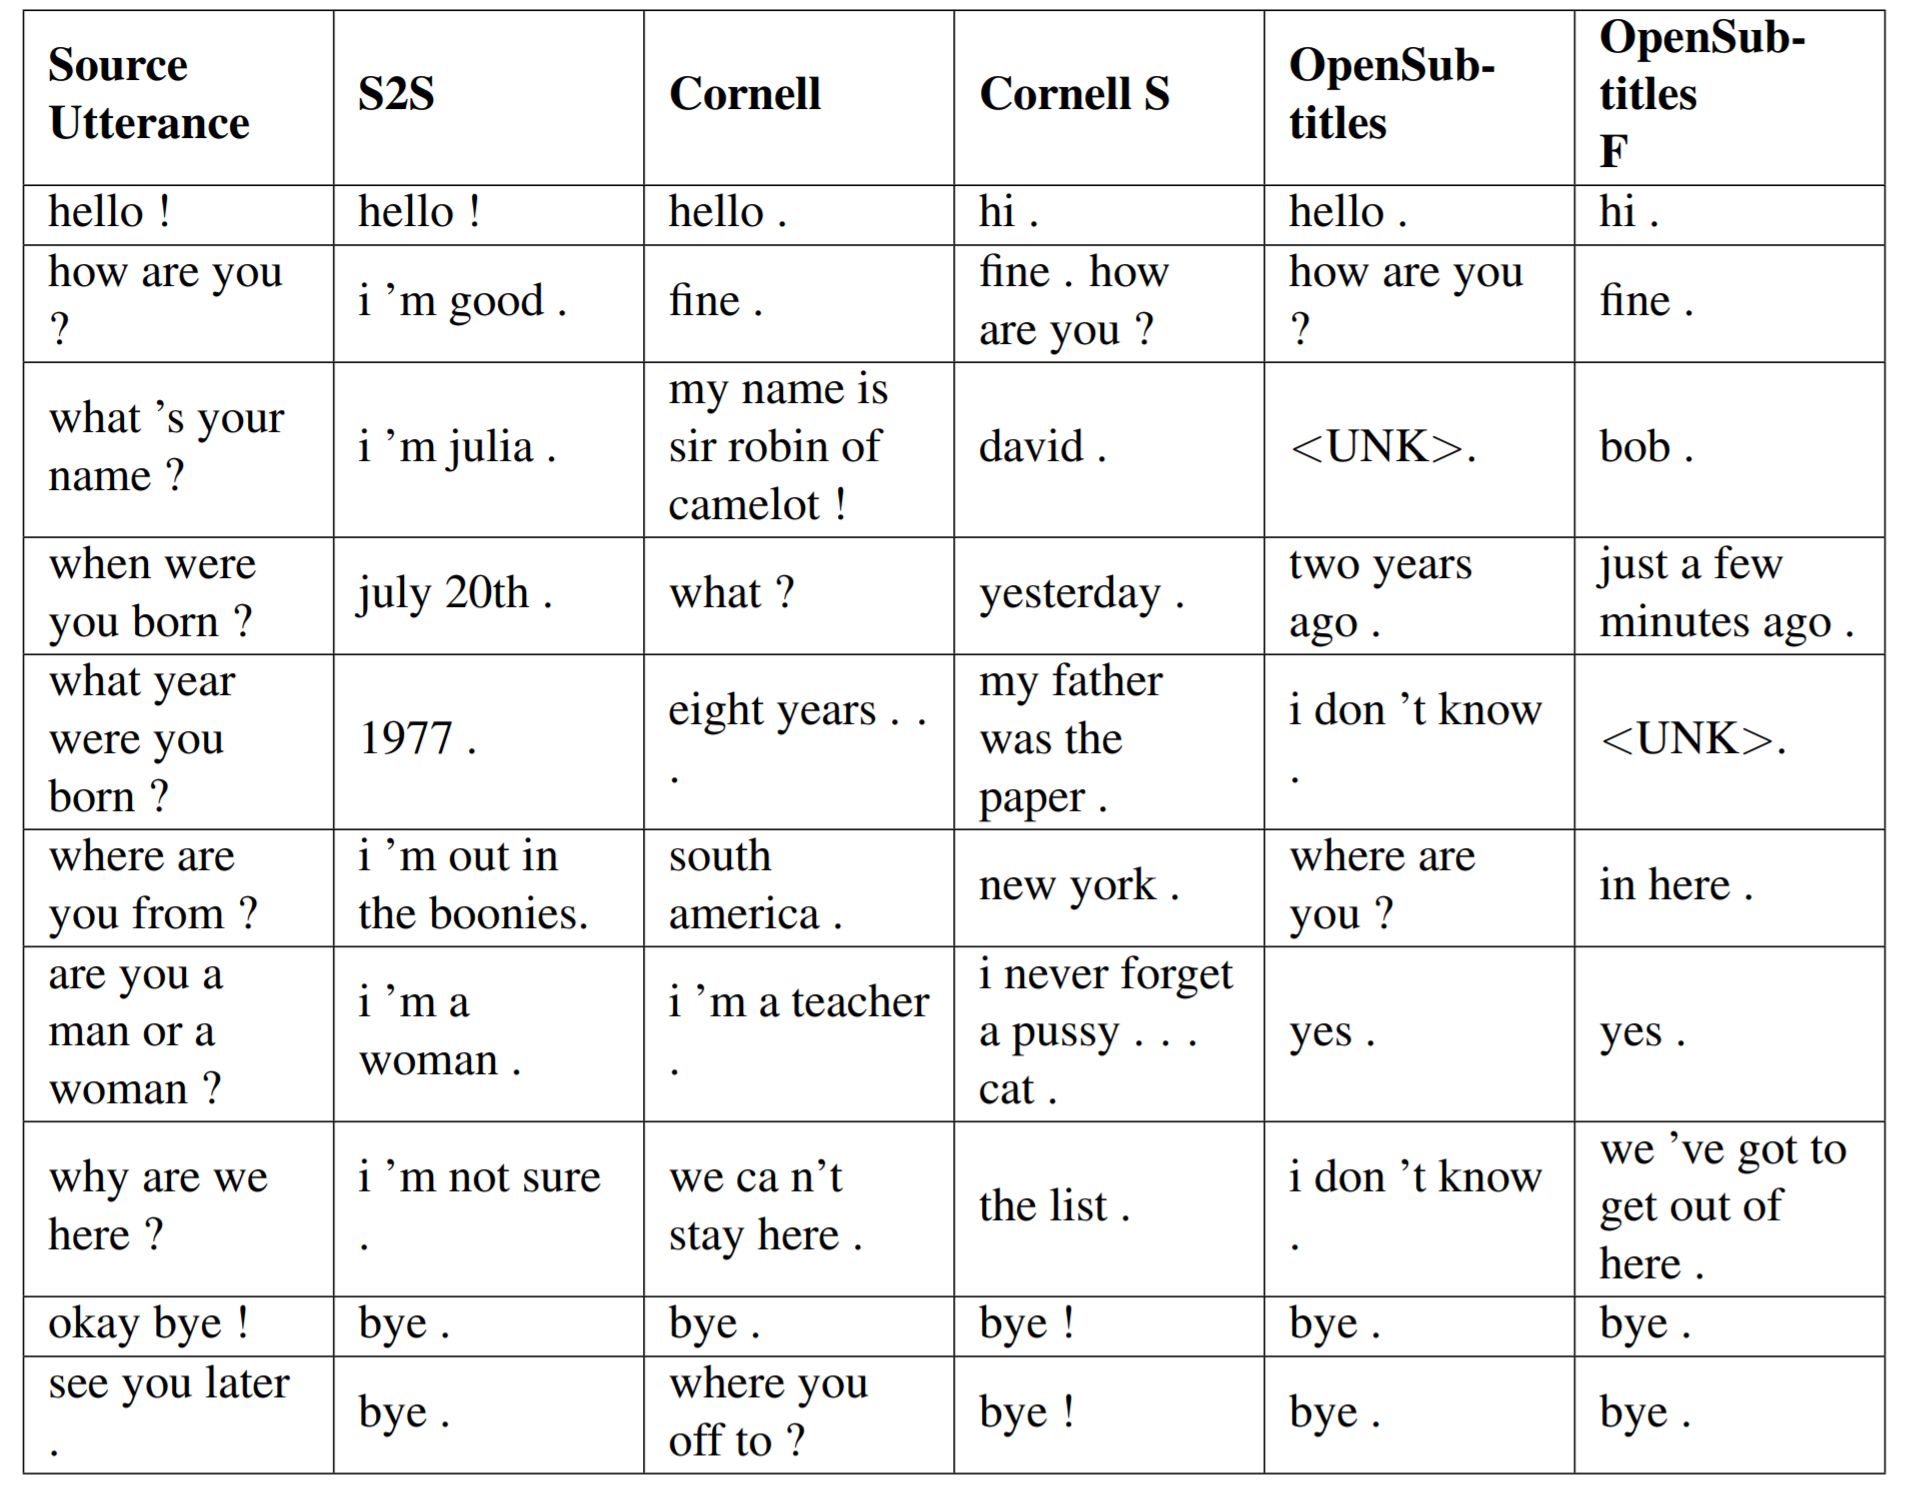 Source
Utterance
S2S
Cornell
Cornell S
OpenSub-
titles
OpenSub-
titles
F
hello !
hello !
hello .
hi .
hello .
hi .
how are you
?
i ’m good .
fine .
fine . how
are you ?
how are you
?
fine .
what ’s your
name ?
i ’m julia .
my name is
sir robin of
camelot !
david .
<UNK>.
bob .
when were
you born ?
july 20th .
what ?
yesterday .
two years
ago .
just a few
minutes ago .
what year
were you
born ?
1977 .
eight years . .
.
my father
was the
paper .
i don ’t know
.
<UNK>.
where are
you from ?
i ’m out in
the boonies.
south
america .
new york .
where are
you ?
in here .
are you a
man or a
woman ?
i ’m a
woman .
i ’m a teacher
.
i never forget
a pussy . . .
cat .
yes .
yes .
why are we
here ?
i ’m not sure
.
we ca n’t
stay here .
the list .
i don ’t know
.
we ’ve got to
get out of
here .
okay bye !
bye .
bye .
bye !
bye .
bye .
see you later
.
bye .
where you
off to ?
bye !
bye .
bye .